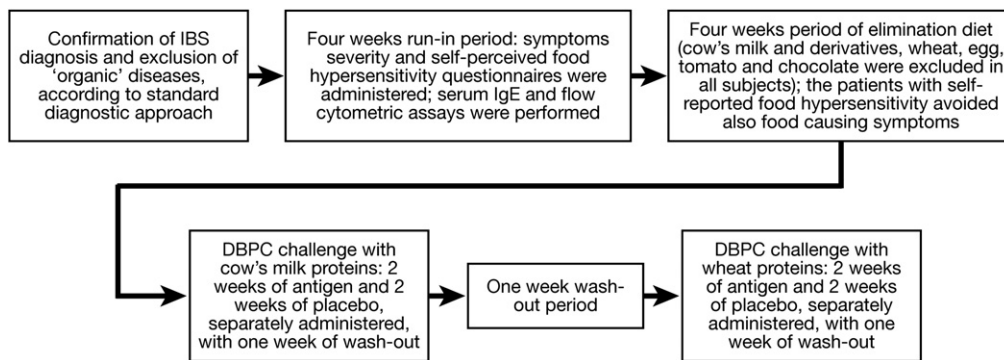 Confirmation of IBS
diagnosis and exclusion of
‘organic’ diseases,
according to standard
diagnostic approach
Four weeks run-in period: symptoms
severity and self-perceived food
hypersensitivity questionnaires were
administered; serum IgE and flow
cytometric assays were performed
Four weeks period of elimination diet
(cow’s milk and derivatives, wheat, egg,
tomato and chocolate were excluded in
all subjects); the patients with self-
reported food hypersensitivity avoided
also food causing symptoms
DBPC challenge with
cow’s milk proteins: 2
weeks of antigen and 2
weeks of placebo,
separately administered,
with one week of wash-out
One week wash-
out period
DBPC challenge with
wheat proteins: 2 weeks
of antigen and 2 weeks
of placebo, separately
administered, with one
week of wash-out